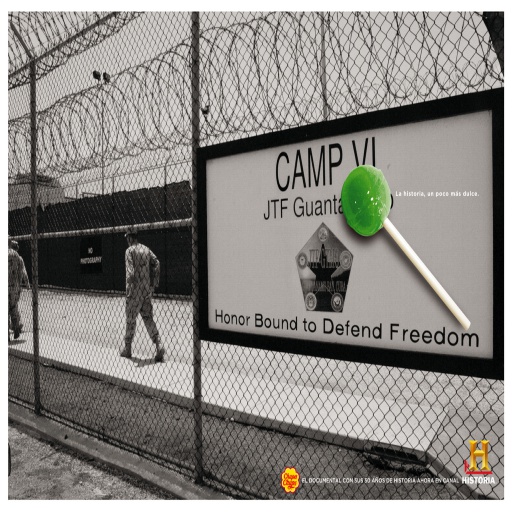 CAMP VI
JTF Guanta o
Honor Bound to Defend Freedom
La historia, un poco más dulce.
NO
PHOTOGRAPHY
EL DOCUMENTAL CON SUS 50 AÑOS DE HISTORIA AHORA EN CANAL
H
HISTORIA